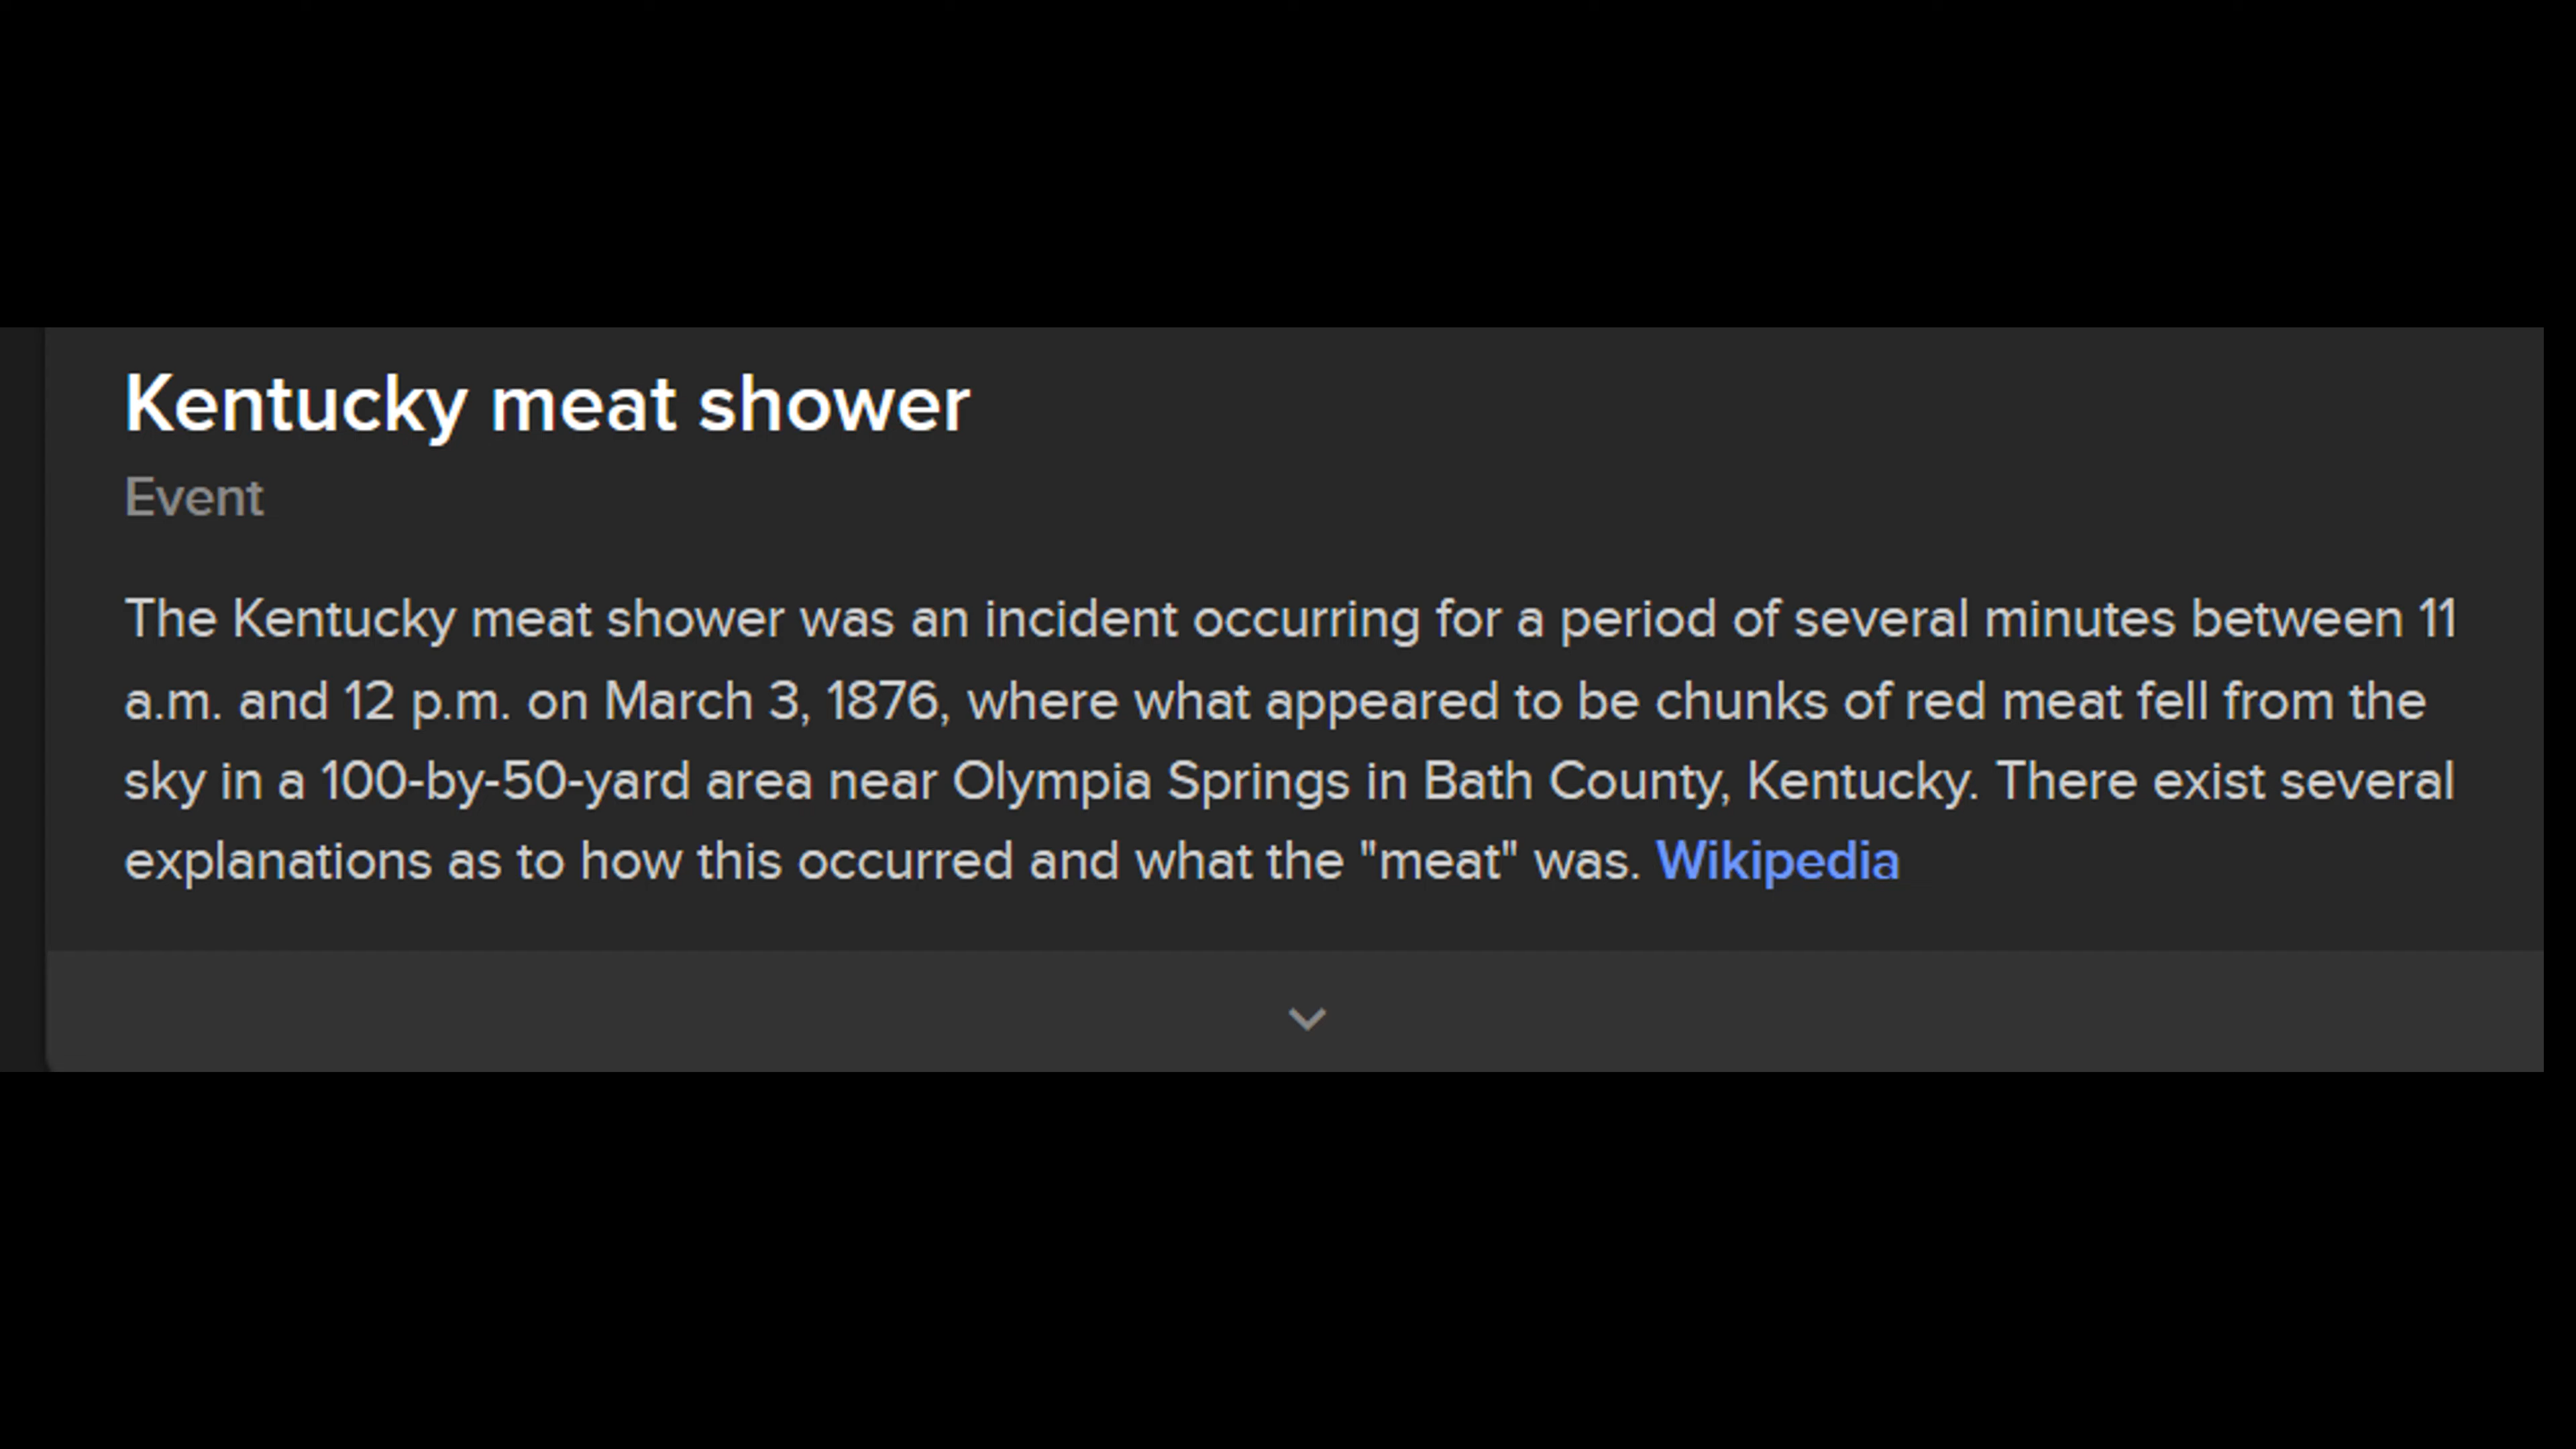 Kentucky meat shower
Event
The Kentucky meat shower was an incident occurring for a period of several minutes between 11
a.m. and 12 p.m. on March 3, 1876, where what appeared to be chunks of red meat fell from the
sky in a 100-by-50-yard area near Olympia Springs in Bath County, Kentucky. There exist several
explanations as to how this occurred and what the "meat" was. Wikipedia